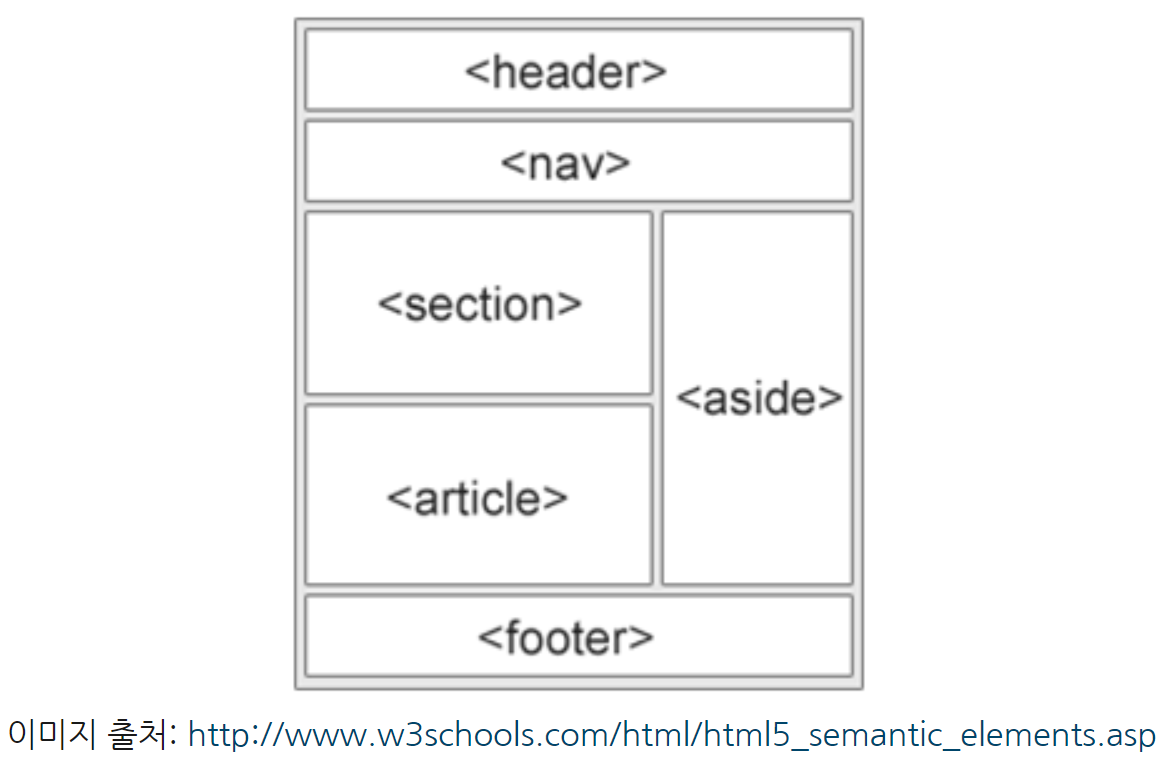 <header>
<nav>
<section>
<aside>
<article>
<footer>
이미지 출처: http://www.w3schools.com/html/html5_semantic_elements.asp